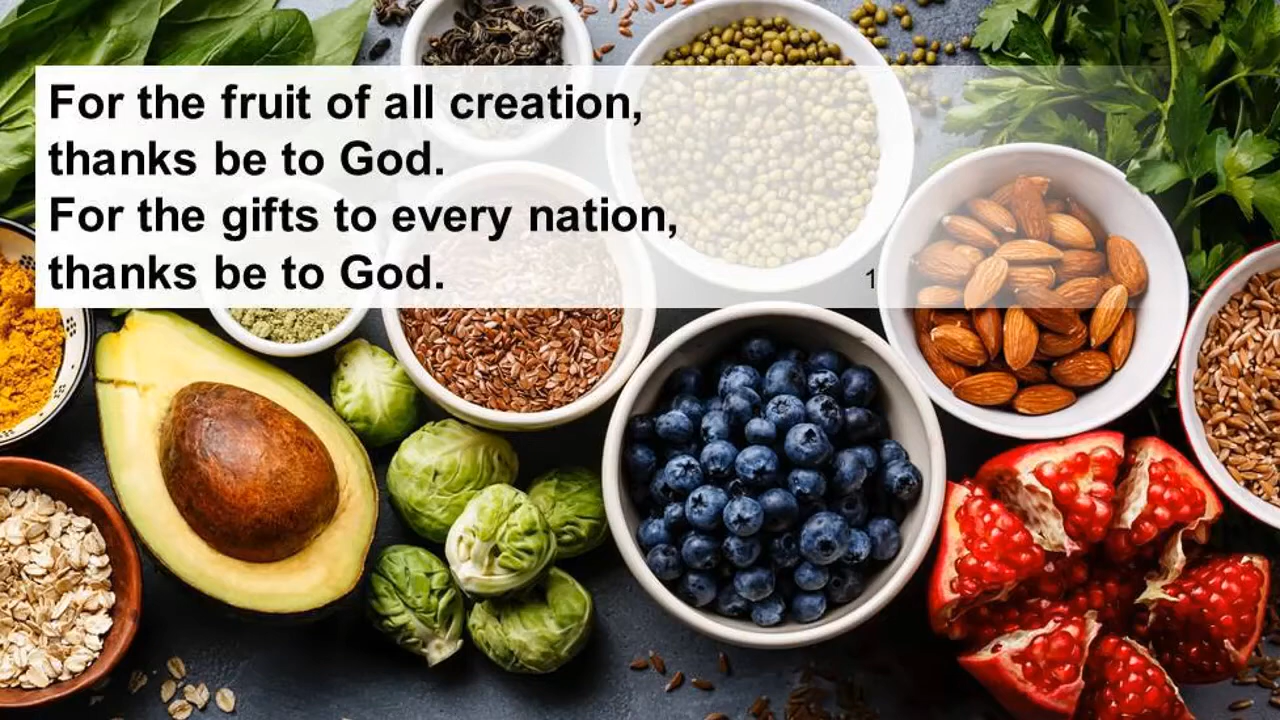 For the fruit of all creation,
thanks be to God.
For the gifts to every nation,
thanks be to God.
1